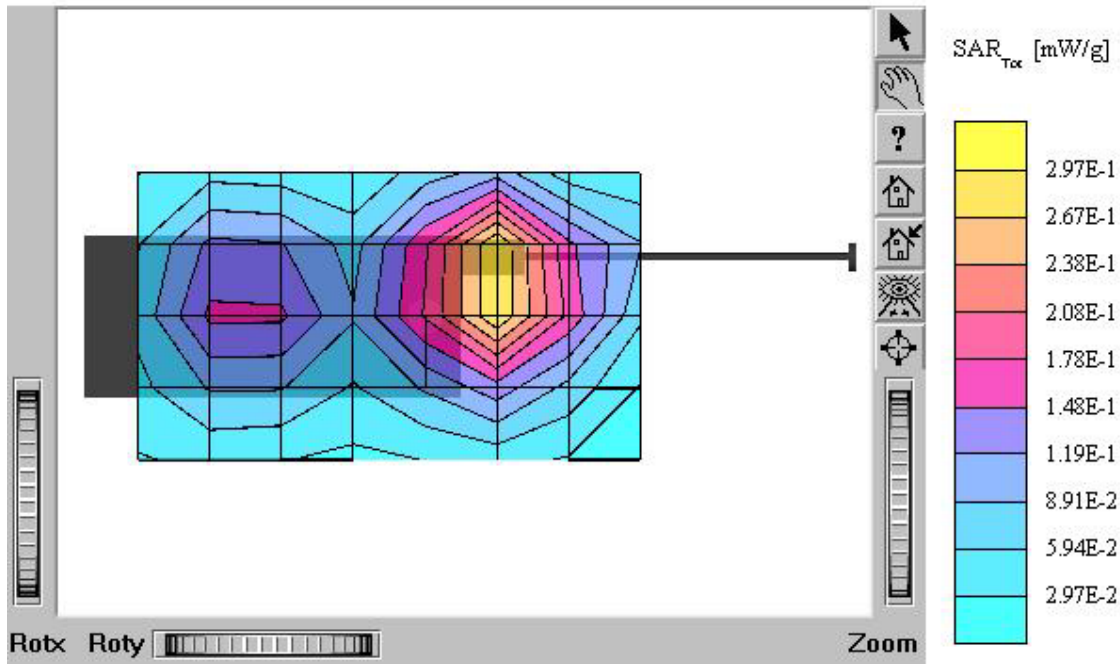 SAR_Tot [mW/g]
?
2.97E-1
2.67E-1
2.38E-1
2.08E-1
1.78E-1
1.48E-1
1.19E-1
8.91E-2
5.94E-2
2.97E-2
Rotx Roty Zoom